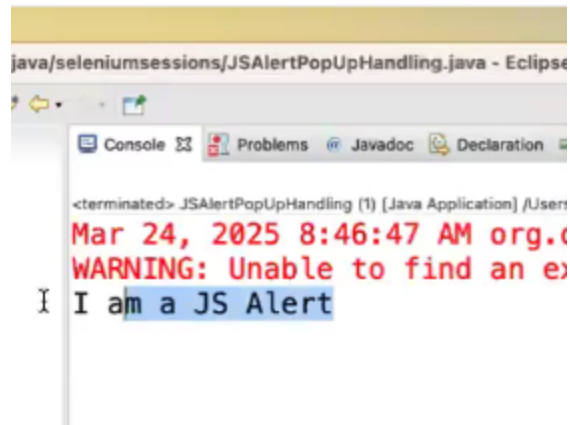 java/seleniumsessions/JSAlertPopUpHandling.java - Eclipse
Console Problems Javadoc Declaration
<terminated> JSAlertPopUpHandling (1) [Java Application] /Users
Mar 24, 2025 8:46:47 AM org.
WARNING: Unable to find an ex
I am a JS Alert